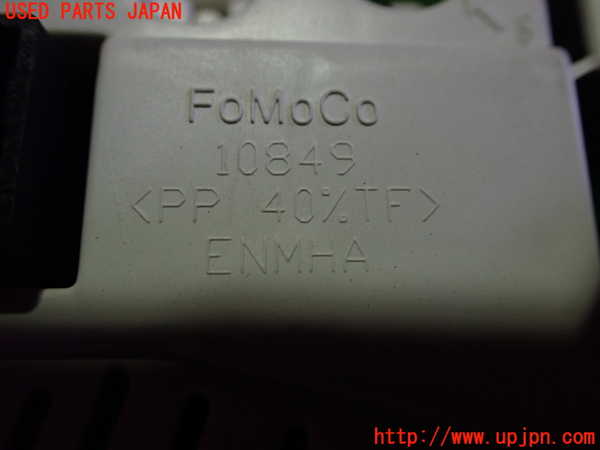 USED PARTS JAPAN
FoMoCo
10849
<PP 40%TF>
ENMHA
http://www.upjpn.com/